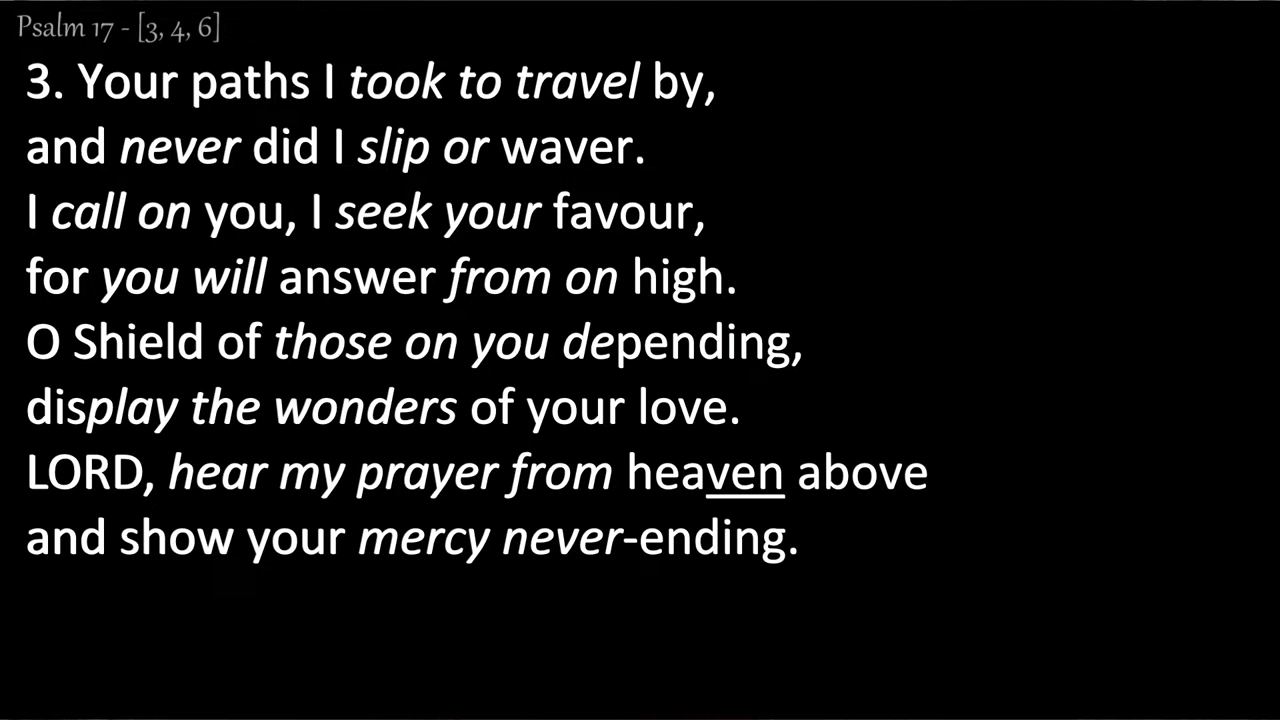 Psalm 17 - [3, 4, 6]
3. Your paths I took to travel by,
and never did I slip or waver.
I call on you, I seek your favour,
for you will answer from on high.
O Shield of those on you depending,
display the wonders of your love.
LORD, hear my prayer from heaven above
and show your mercy never-ending.